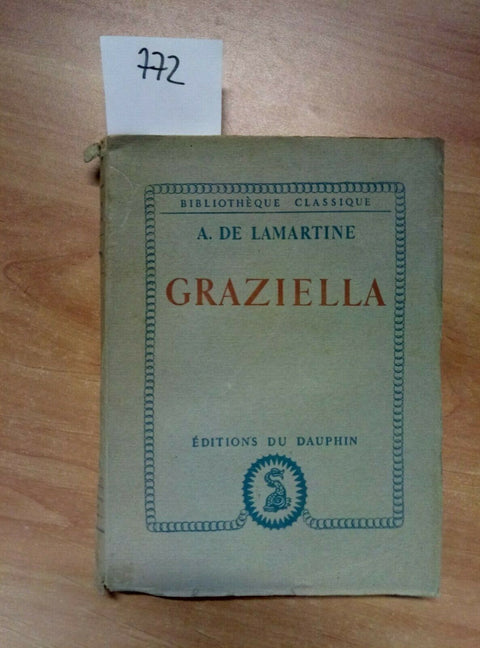 772
BIBLIOTHÈQUE CLASSIQUE
A. DE LAMARTINE
GRAZIELLA
ÉDITIONS DU DAUPHIN